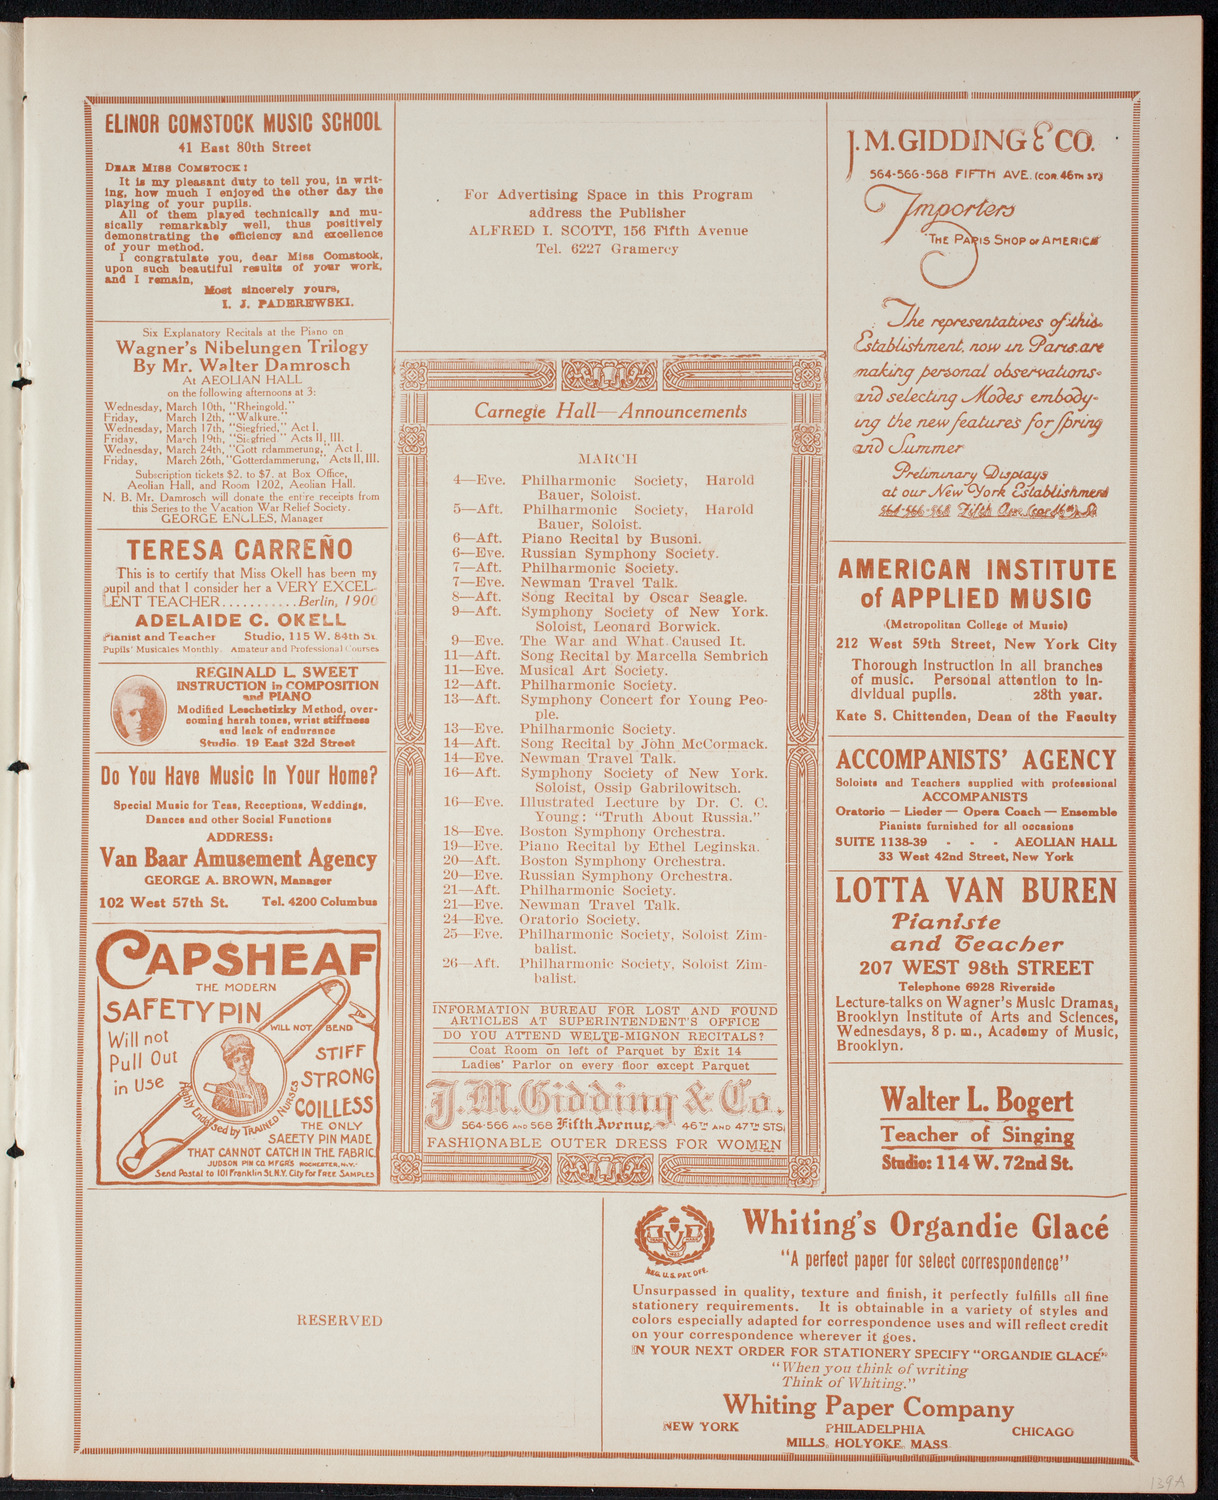 ELINOR COMSTOCK MUSIC SCHOOL
41 East 80th Street
DEAR MISS COMSTOCK:
It is my pleasant duty to tell you, in writ-
ing, how much I enjoyed the other day the
playing of your pupils.
All of them played technically and mu-
sically remarkably well, thus positively
demonstrating the efficiency and excellence
of your method.
I congratulate you, dear Miss Comstock,
upon such beautiful results of your work,
and I remain,
Most sincerely yours,
I. J. PADEREWSKI.
Six Explanatory Recitals at the Piano on
Wagner's Nibelungen Trilogy
By Mr. Walter Damrosch
At AEOLIAN HALL
on the following afternoons at 3:
Wednesday, March 10th, "Rheingold."
Friday, March 12th, "Walkure."
Wednesday, March 17th, "Siegfried," Act I.
Friday, March 19th, "Siegfried" Acts II, III.
Wednesday, March 24th, "Gott rdammerung," Act I.
Friday, March 26th, "Gotterdammerung," Acts II, III.
Subscription tickets $2. to $7. at Box Office,
Aeolian Hall, and Room 1202, Aeolian Hall.
N. B. Mr. Damrosch will donate the entire receipts from
this Series to the Vacation War Relief Society.
GEORGE ENGLES, Manager
TERESA CARREÑO
This is to certify that Miss Okell has been my
pupil and that I consider her a VERY EXCEL-
LENT TEACHER...........Berlin, 1906
ADELAIDE C. OKELL
Pianist and Teacher Studio, 115 W. 84th St.
Pupils' Musicales Monthly. Amateur and Professional Courses
REGINALD L. SWEET
INSTRUCTION in COMPOSITION
and PIANO
Modified Leschetizky Method, over-
coming harsh tones, wrist stiffness
and lack of endurance
Studio. 19 East 32d Street
Do You Have Music In Your Home?
Special Music for Teas, Receptions, Weddings,
Dances and other Social Functions
ADDRESS:
Van Baar Amusement Agency
GEORGE A. BROWN, Manager
102 West 57th St. Tel. 4200 Columbus
CAPSHEAF
THE MODERN
SAFETY PIN
WILL NOT BEND
Will not
Pull Out
in Use
STIFF
STRONG
COILLESS
Highly Endorsed by TRAINED NURSES
THE ONLY
SAFETY PIN MADE
THAT CANNOT CATCH IN THE FABRIC.
JUDSON PIN CO. MFGRS ROCHESTER, N.Y.
Send Postal to 101 Franklin St. N.Y. City for FREE SAMPLES
For Advertising Space in this Program
address the Publisher
ALFRED I. SCOTT, 156 Fifth Avenue
Tel. 6227 Gramercy
Carnegie Hall—Announcements
MARCH
4—Eve. Philharmonic Society, Harold
Bauer, Soloist.
5—Aft. Philharmonic Society, Harold
Bauer, Soloist.
6—Aft. Piano Recital by Busoni.
6—Eve. Russian Symphony Society.
7—Aft. Philharmonic Society.
7—Eve. Newman Travel Talk.
8—Aft. Song Recital by Oscar Seagle.
9—Aft. Symphony Society of New York.
Soloist, Leonard Borwick.
9—Eve. The War and What Caused It.
11—Aft. Song Recital by Marcella Sembrich
11—Eve. Musical Art Society.
12—Aft. Philharmonic Society.
13—Aft. Symphony Concert for Young Peo-
ple.
13—Eve. Philharmonic Society.
14—Aft. Song Recital by John McCormack.
14—Eve. Newman Travel Talk.
16—Aft. Symphony Society of New York.
Soloist, Ossip Gabrilowitsch.
16—Eve. Illustrated Lecture by Dr. C. C.
Young: "Truth About Russia."
18—Eve. Boston Symphony Orchestra.
19—Eve. Piano Recital by Ethel Leginska.
20—Aft. Boston Symphony Orchestra.
20—Eve. Russian Symphony Orchestra.
21—Aft. Philharmonic Society.
21—Eve. Newman Travel Talk.
24—Eve. Oratorio Society.
25—Eve. Philharmonic Society, Soloist Zim-
balist.
26—Aft. Philharmonic Society, Soloist Zim-
balist.
INFORMATION BUREAU FOR LOST AND FOUND
ARTICLES AT SUPERINTENDENT'S OFFICE
DO YOU ATTEND WELTE-MIGNON RECITALS?
Coat Room on left of Parquet by Exit 14
Ladies' Parlor on every floor except Parquet
J.M. Gidding & Co.
564-566 AND 568 Fifth Avenue, 46TH AND 47TH STS.
FASHIONABLE OUTER DRESS FOR WOMEN
J.M. GIDDING & CO.
564-566-568 FIFTH AVE. (COR. 46TH ST.)
Importers
"THE PARIS SHOP OF AMERICA"
The representatives of this
Establishment, now in Paris, are
making personal observations
and selecting Modes embody-
ing the new features for Spring
and Summer
Preliminary Displays
at our New York Establishment
564-566-568 Fifth Ave. (cor 46th) St
AMERICAN INSTITUTE
of APPLIED MUSIC
(Metropolitan College of Music)
212 West 59th Street, New York City
Thorough instruction in all branches
of music. Personal attention to in-
dividual pupils. 28th year.
Kate S. Chittenden, Dean of the Faculty
ACCOMPANISTS' AGENCY
Soloists and Teachers supplied with professional
ACCOMPANISTS
Oratorio — Lieder — Opera Coach — Ensemble
Pianists furnished for all occasions
SUITE 1138-39 - - - AEOLIAN HALL
33 West 42nd Street, New York
LOTTA VAN BUREN
Pianiste
and Teacher
207 WEST 98th STREET
Telephone 6928 Riverside
Lecture-talks on Wagner's Music Dramas,
Brooklyn Institute of Arts and Sciences,
Wednesdays, 8 p. m., Academy of Music,
Brooklyn.
Walter L. Bogert
Teacher of Singing
Studio: 114 W. 72nd St.
RESERVED
REG. U.S. PAT. OFF.
Whiting's Organdie Glacé
"A perfect paper for select correspondence"
Unsurpassed in quality, texture and finish, it perfectly fulfills all fine
stationery requirements. It is obtainable in a variety of styles and
colors especially adapted for correspondence uses and will reflect credit
on your correspondence wherever it goes.
IN YOUR NEXT ORDER FOR STATIONERY SPECIFY "ORGANDIE GLACÉ"
"When you think of writing
Think of Whiting."
Whiting Paper Company
NEW YORK PHILADELPHIA CHICAGO
MILLS, HOLYOKE, MASS.
139A